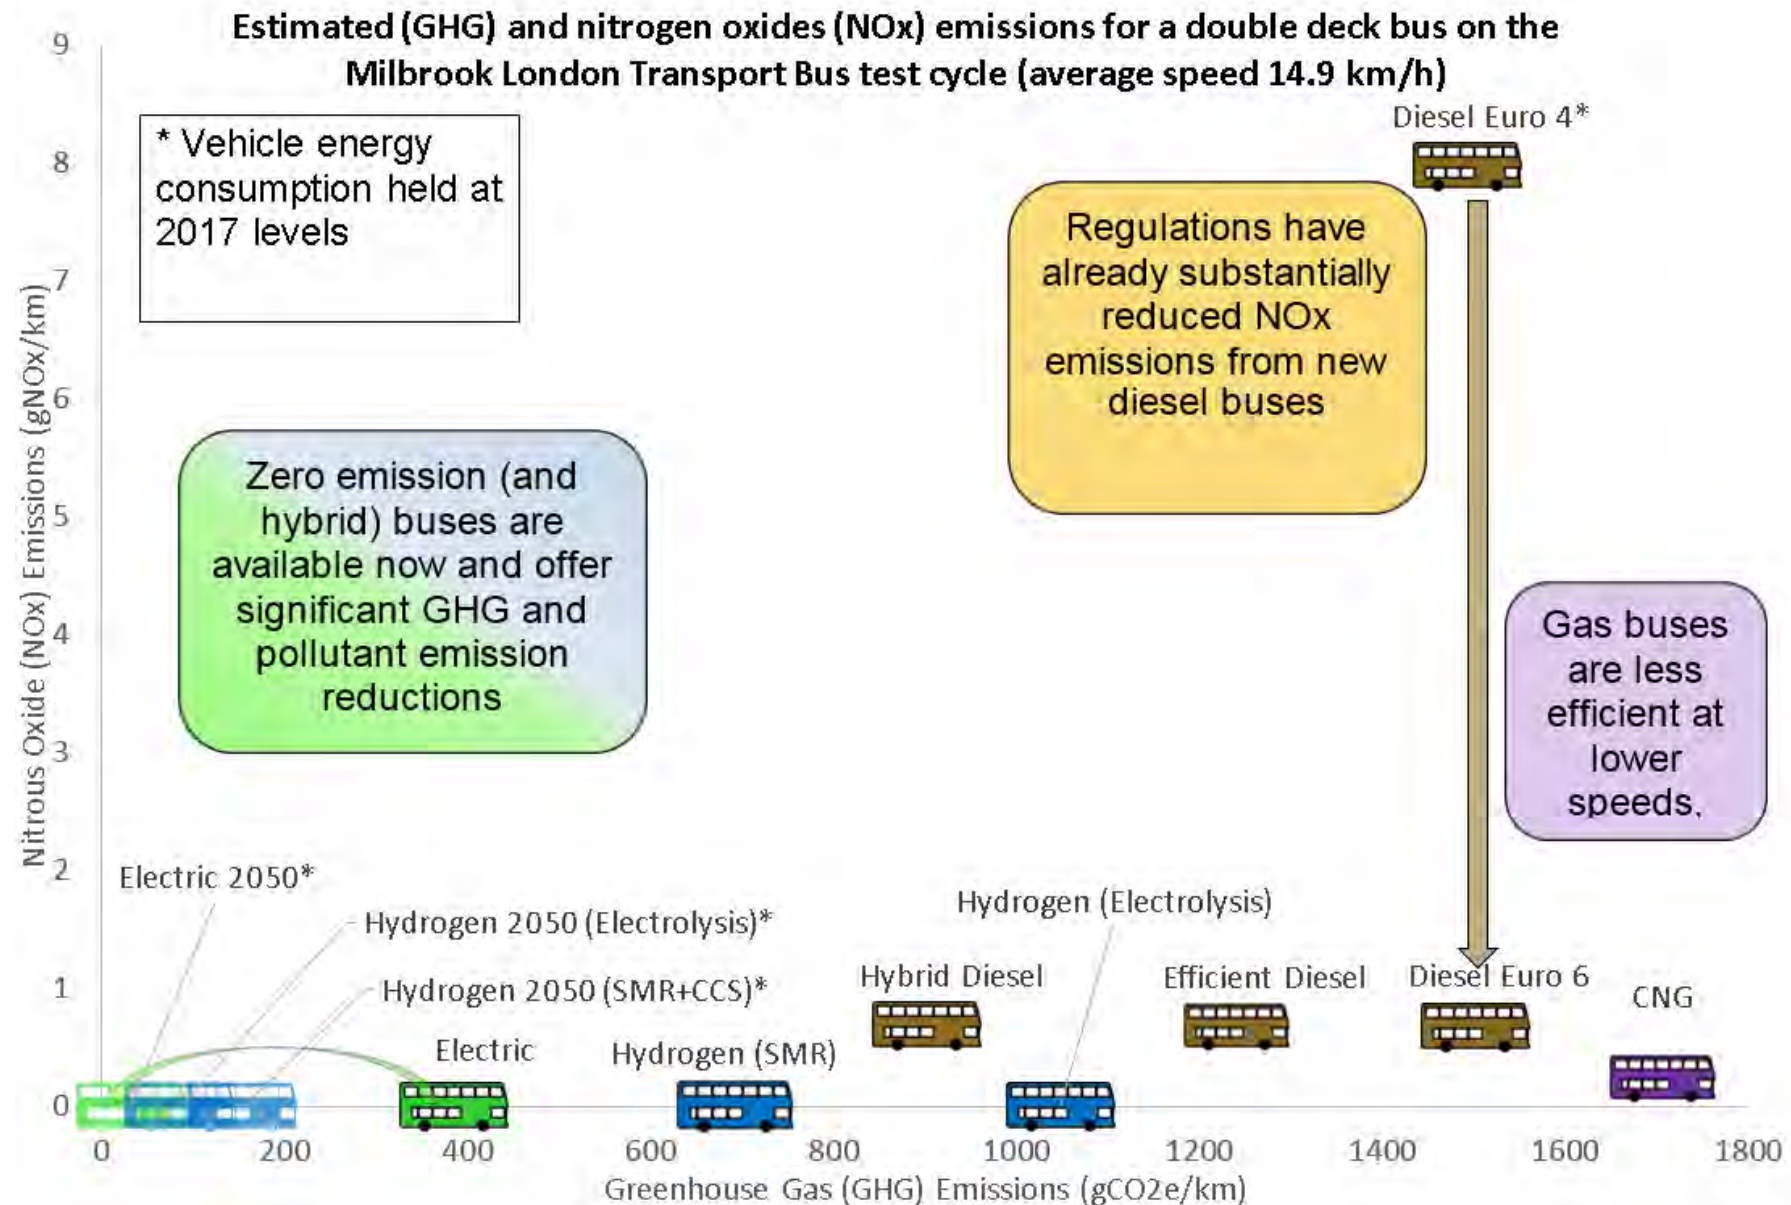 Estimated (GHG) and nitrogen oxides (NOx) emissions for a double deck bus on the
Milbrook London Transport Bus test cycle (average speed 14.9 km/h)
9
8
7
6
5
4
3
2
1
0
Nitrous Oxide (NOx) Emissions (gNOx/km)
* Vehicle energy
consumption held at
2017 levels
Diesel Euro 4*
Regulations have
already substantially
reduced NOx
emissions from new
diesel buses
Zero emission (and
hybrid) buses are
available now and offer
significant GHG and
pollutant emission
reductions
Gas buses
are less
efficient at
lower
speeds.
Electric 2050*
Hydrogen 2050 (Electrolysis)*
Hydrogen 2050 (SMR+CCS)*
Electric
Hydrogen (SMR)
Hybrid Diesel
Hydrogen (Electrolysis)
Efficient Diesel
Diesel Euro 6
CNG
0 200 400 600 800 1000 1200 1400 1600 1800
Greenhouse Gas (GHG) Emissions (gCO2e/km)